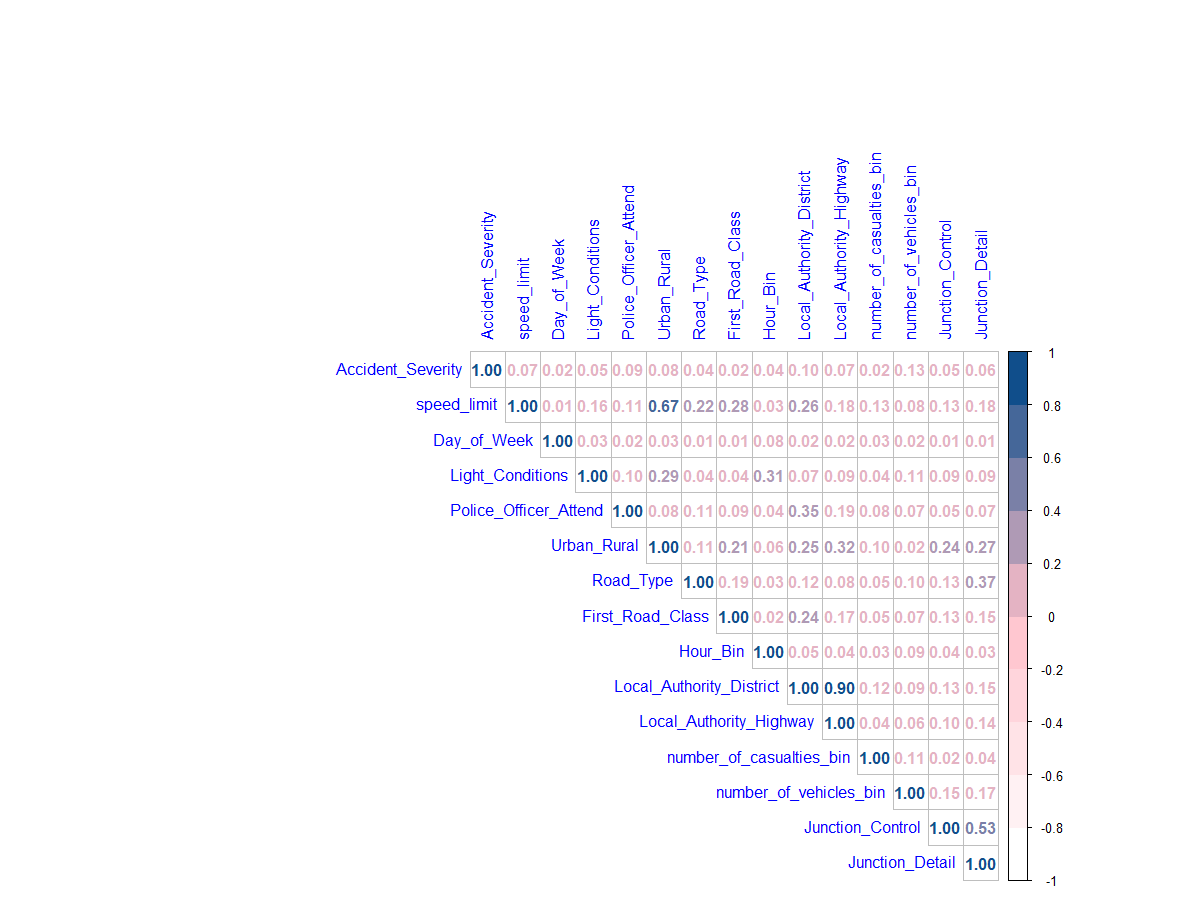 Accident_Severity
speed_limit
Day_of_Week
Light_Conditions
Police_Officer_Attend
Urban_Rural
Road_Type
First_Road_Class
Hour_Bin
Local_Authority_District
Local_Authority_Highway
number_of_casualties_bin
number_of_vehicles_bin
Junction_Control
Junction_Detail
Accident_Severity 1.00 0.07 0.02 0.05 0.09 0.08 0.04 0.02 0.04 0.10 0.07 0.02 0.13 0.05 0.06
speed_limit 1.00 0.01 0.16 0.11 0.67 0.22 0.28 0.03 0.26 0.18 0.13 0.08 0.13 0.18
Day_of_Week 1.00 0.03 0.02 0.03 0.01 0.01 0.08 0.02 0.02 0.03 0.02 0.01 0.01
Light_Conditions 1.00 0.10 0.29 0.04 0.04 0.31 0.07 0.09 0.04 0.11 0.09 0.09
Police_Officer_Attend 1.00 0.08 0.11 0.09 0.04 0.35 0.19 0.08 0.07 0.05 0.07
Urban_Rural 1.00 0.11 0.21 0.06 0.25 0.32 0.10 0.02 0.24 0.27
Road_Type 1.00 0.19 0.03 0.12 0.08 0.05 0.10 0.13 0.37
First_Road_Class 1.00 0.02 0.24 0.17 0.05 0.07 0.13 0.15
Hour_Bin 1.00 0.05 0.04 0.03 0.09 0.04 0.03
Local_Authority_District 1.00 0.90 0.12 0.09 0.13 0.15
Local_Authority_Highway 1.00 0.04 0.06 0.10 0.14
number_of_casualties_bin 1.00 0.11 0.02 0.04
number_of_vehicles_bin 1.00 0.15 0.17
Junction_Control 1.00 0.53
Junction_Detail 1.00
1
0.8
0.6
0.4
0.2
0
-0.2
-0.4
-0.6
-0.8
-1